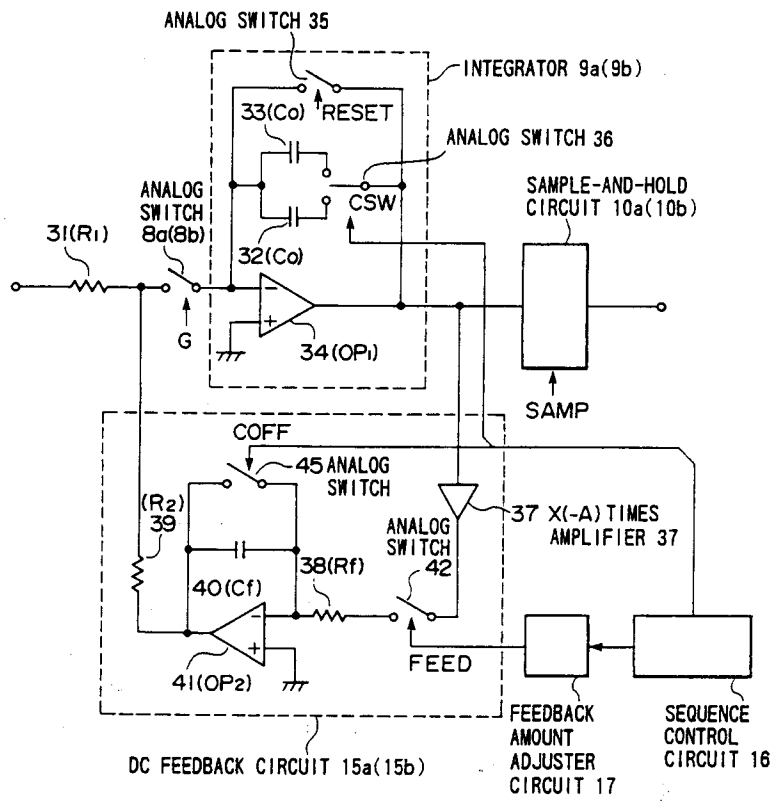 ANALOG SWITCH 35
INTEGRATOR 9a(9b)
RESET
33(Co)
ANALOG SWITCH 36
CSW
SAMPLE-AND-HOLD
CIRCUIT 10a(10b)
ANALOG
SWITCH
8a(8b)
31(R1)
32(Co)
G
34(OP1)
SAMP
COFF
45 ANALOG
SWITCH
(R2)
39
37 X(-A) TIMES
AMPLIFIER 37
ANALOG
SWITCH
42
38(Rf)
40(Cf)
FEED
41(OP2)
DC FEEDBACK CIRCUIT 15a(15b)
FEEDBACK
AMOUNT
ADJUSTER
CIRCUIT 17
SEQUENCE
CONTROL
CIRCUIT 16